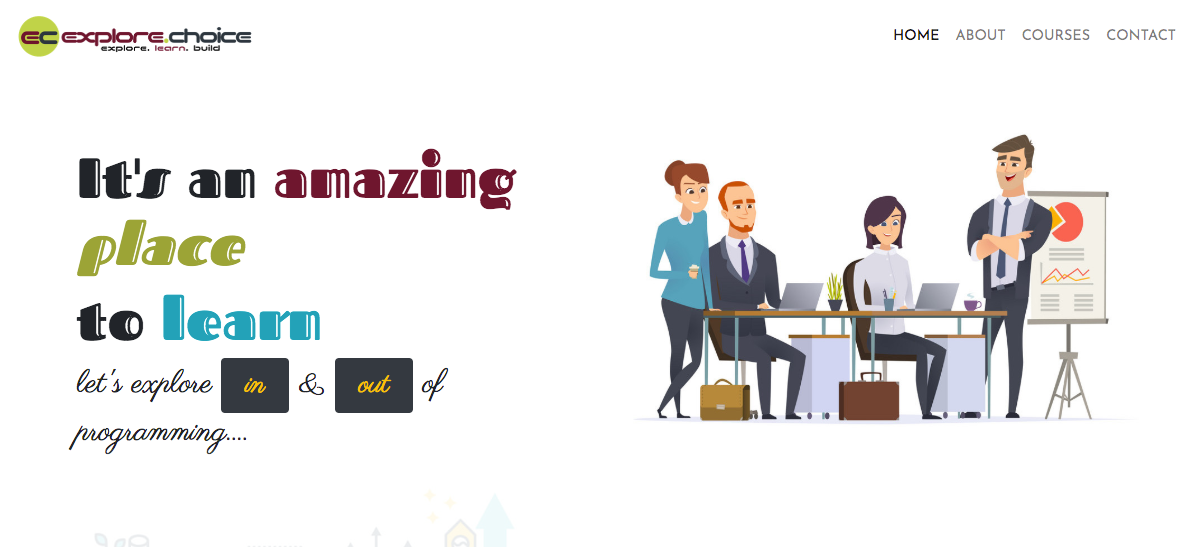 EC explore.choice
explore. learn. build
HOME ABOUT COURSES CONTACT
It's an amazing
place
to learn
let's explore in & out of
programming....